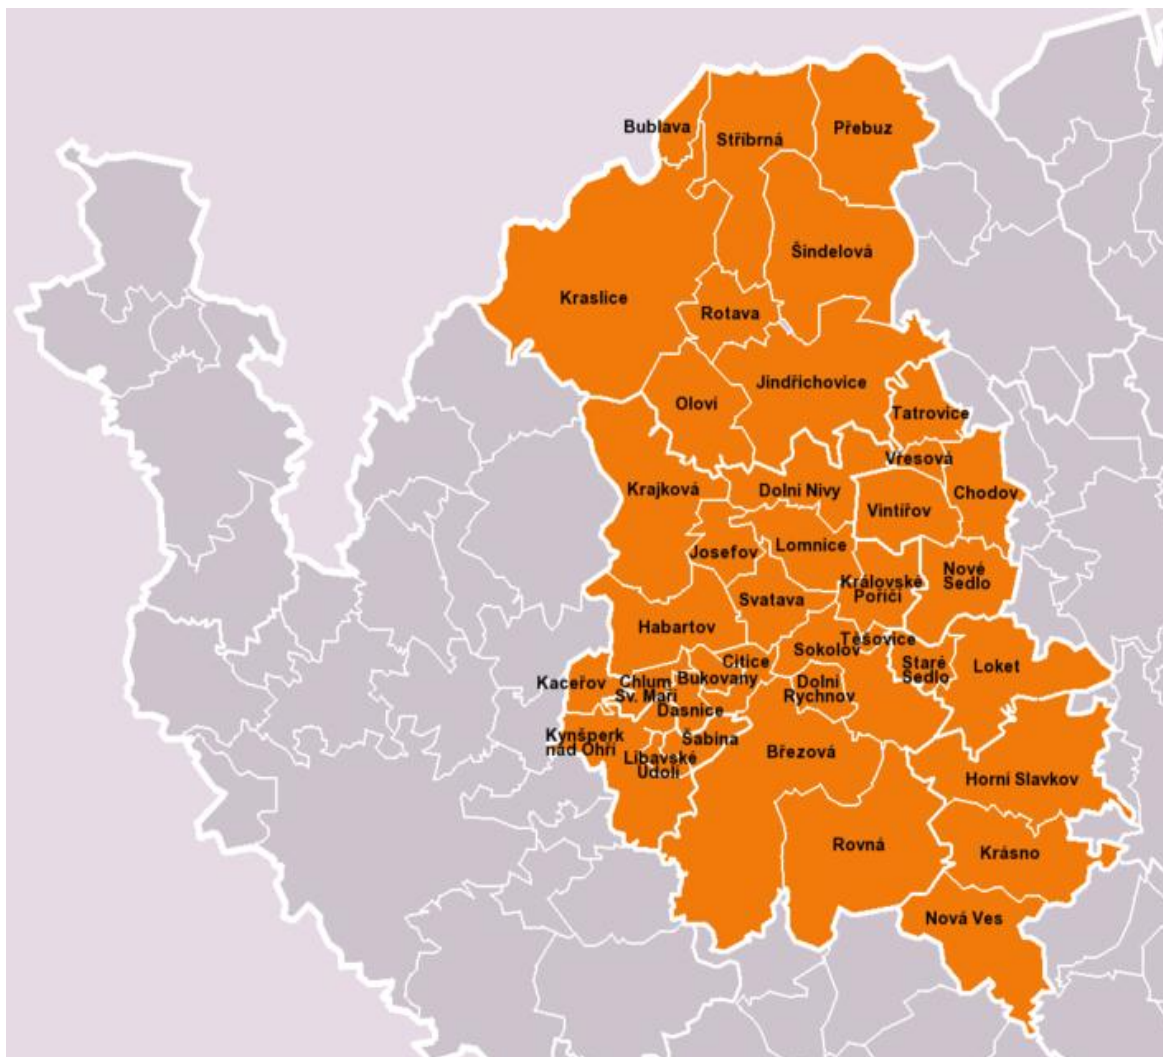 Bublava
Stříbrná
Přebuz
Šindelová
Kraslice
Rotava
Jindřichovice
Oloví
Tatrovice
Vřesová
Krajková
Dolní Nivy
Chodov
Vintířov
Josefov
Lomnice
Nové
Sedlo
Královské
Poříčí
Svatava
Habartov
Těšovice
Sokolov
Citice
Staré
Sedlo
Loket
Kaceřov
Chlum
Sv. Maří
Bukovany
Dolní
Rychnov
Dasnice
Kynšperk
nad Ohří
Šabina
Libavské
Údolí
Březová
Horní Slavkov
Rovná
Krásno
Nová Ves